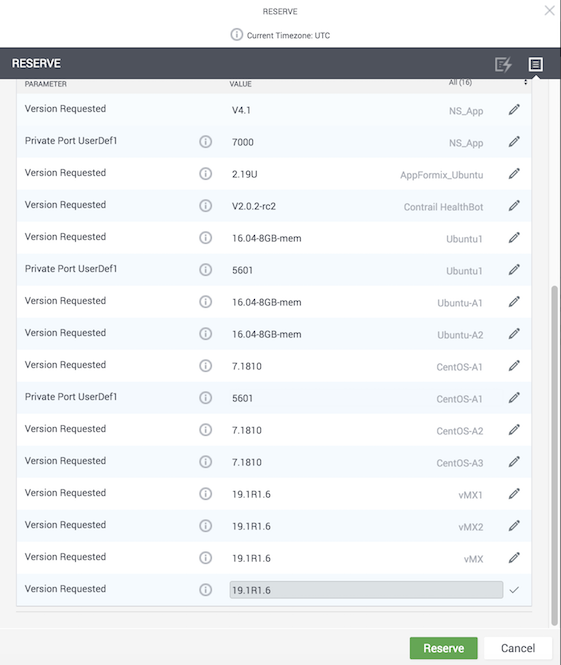 RESERVE
Current Timezone: UTC
RESERVE
PARAMETER VALUE All (16)
Version Requested V4.1 NS_App
Private Port UserDef1 7000 NS_App
Version Requested 2.19U AppFormix_Ubuntu
Version Requested V2.0.2-rc2 Contrail HealthBot
Version Requested 16.04-8GB-mem Ubuntu1
Private Port UserDef1 5601 Ubuntu1
Version Requested 16.04-8GB-mem Ubuntu-A1
Version Requested 16.04-8GB-mem Ubuntu-A2
Version Requested 7.1810 CentOS-A1
Private Port UserDef1 5601 CentOS-A1
Version Requested 7.1810 CentOS-A2
Version Requested 7.1810 CentOS-A3
Version Requested 19.1R1.6 vMX1
Version Requested 19.1R1.6 vMX2
Version Requested 19.1R1.6 vMX
Version Requested 19.1R1.6
Reserve Cancel